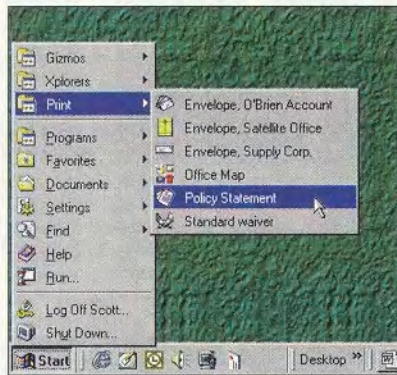 Gizmos
Xplorers
Print
Programs
Favorites
Documents
Settings
Find
Help
Run...
Log Off Scott...
Shut Down...
Envelope, O'Brien Account
Envelope, Satellite Office
Envelope, Supply Corp.
Office Map
Policy Statement
Standard waiver
Start
Desktop »